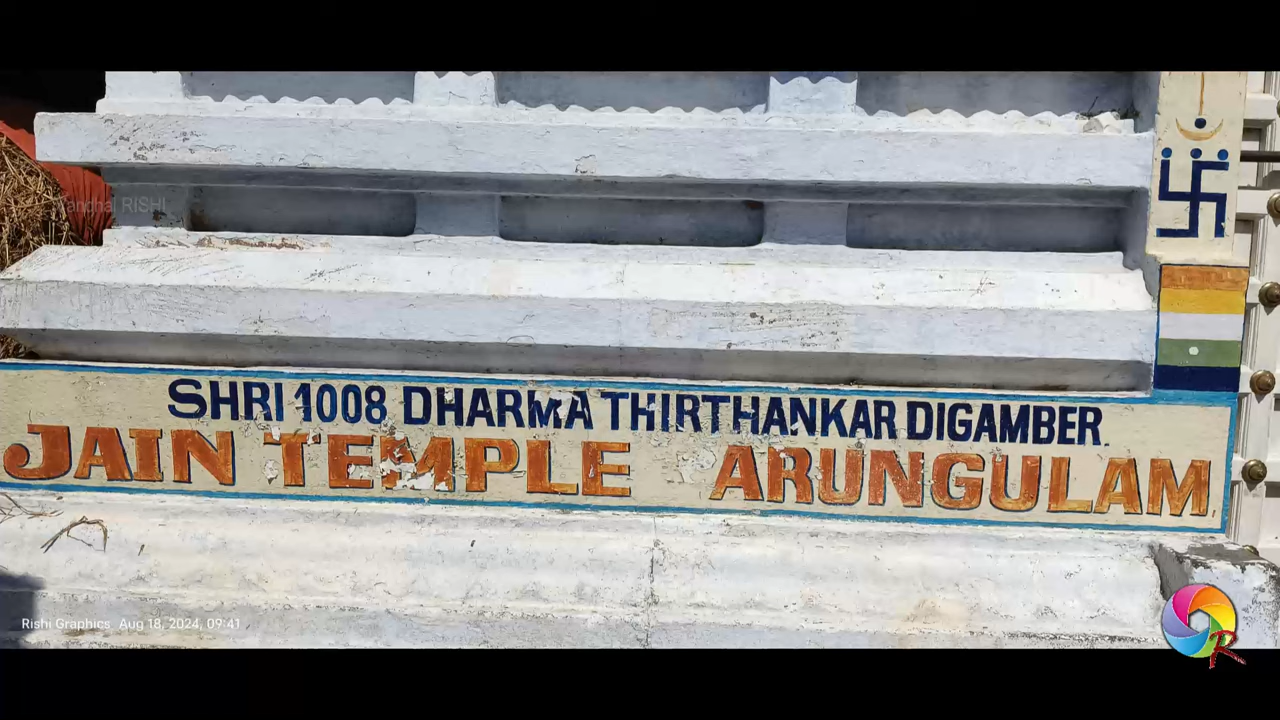 SHRI 1008 DHARMA THIRTHANKAR DIGAMBER.
JAIN TEMPLE ARUNGULAM
Rishi Graphics Aug 18, 2024, 09:41